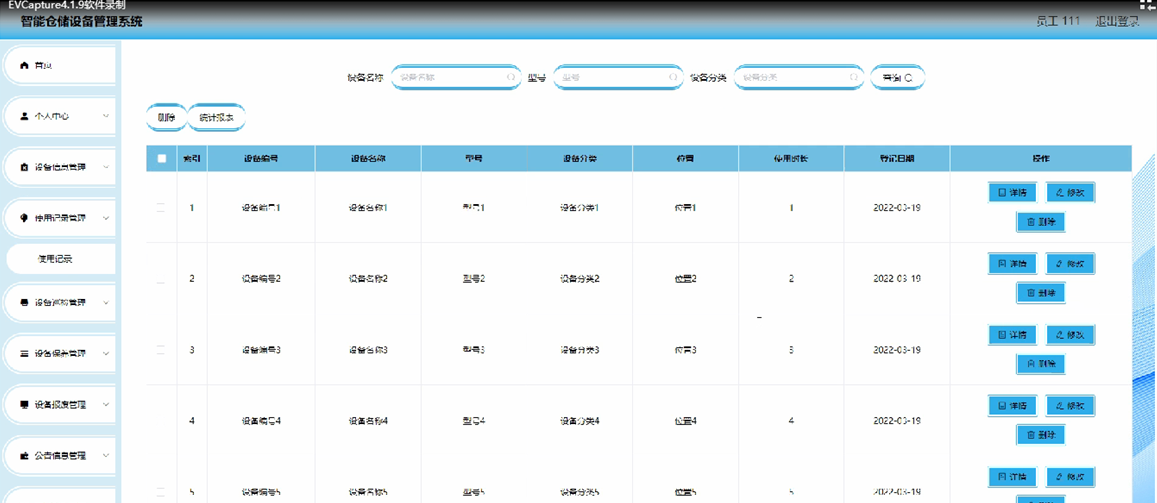 EVCapture4.1.9软件录制
智能仓储设备管理系统
员工 111 退出登录
首页
个人中心
设备信息管理
使用记录管理
使用记录
设备巡检管理
设备保养管理
设备报废管理
公告信息管理
设备名称 设备名称 型号 型号 设备分类 设备分类 查询
删除 统计报表
索引 设备编号 设备名称 型号 设备分类 位置 使用时长 登记日期 操作
1 设备编号1 设备名称1 型号1 设备分类1 位置1 1 2022-03-19 详情 修改
删除
2 设备编号2 设备名称2 型号2 设备分类2 位置2 2 2022-03-19 详情 修改
删除
3 设备编号3 设备名称3 型号3 设备分类3 位置3 3 2022-03-19 详情 修改
删除
4 设备编号4 设备名称4 型号4 设备分类4 位置4 4 2022-03-19 详情 修改
删除
5 设备编号5 设备名称5 型号5 设备分类5 位置5 5 2022-03-19 详情 修改